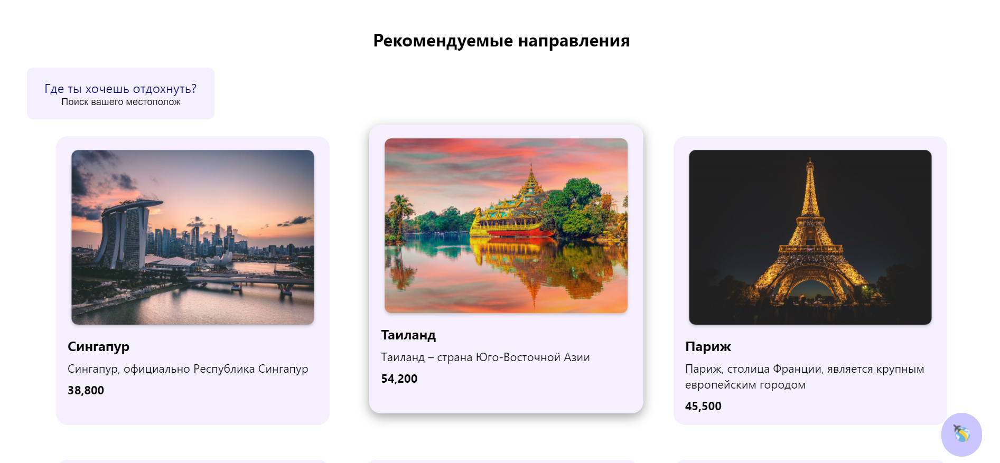 Рекомендуемые направления
Где ты хочешь отдохнуть?
Поиск вашего местополож
Сингапур
Сингапур, официально Республика Сингапур
38,800
Таиланд
Таиланд – страна Юго-Восточной Азии
54,200
Париж
Париж, столица Франции, является крупным
европейским городом
45,500